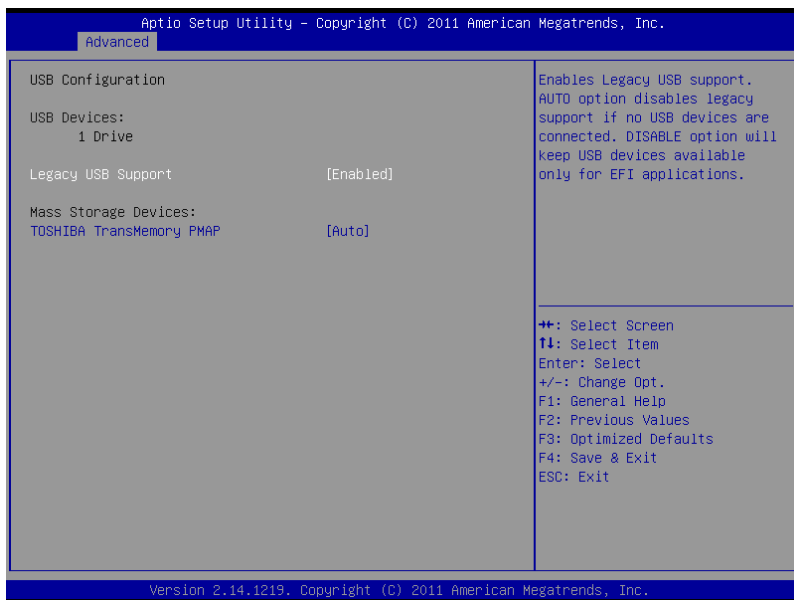 Aptio Setup Utility – Copyright (C) 2011 American Megatrends, Inc.
Advanced
USB Configuration
USB Devices:
1 Drive
Legacy USB Support [Enabled]
Mass Storage Devices:
TOSHIBA TransMemory PMAP [Auto]
Enables Legacy USB support.
AUTO option disables legacy
support if no USB devices are
connected. DISABLE option will
keep USB devices available
only for EFI applications.
→←: Select Screen
↑↓: Select Item
Enter: Select
+/-: Change Opt.
F1: General Help
F2: Previous Values
F3: Optimized Defaults
F4: Save & Exit
ESC: Exit
Version 2.14.1219. Copyright (C) 2011 American Megatrends, Inc.